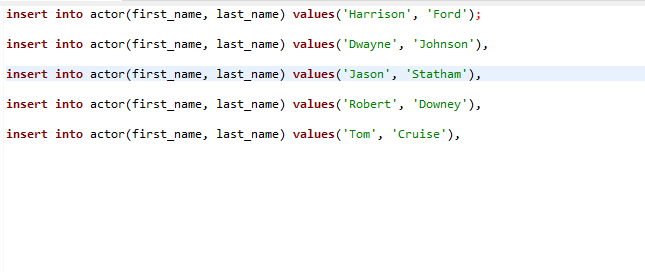 insert into actor(first_name, last_name) values('Harrison', 'Ford');
insert into actor(first_name, last_name) values('Dwayne', 'Johnson'),
insert into actor(first_name, last_name) values('Jason', 'Statham'),
insert into actor(first_name, last_name) values('Robert', 'Downey'),
insert into actor(first_name, last_name) values('Tom', 'Cruise'),